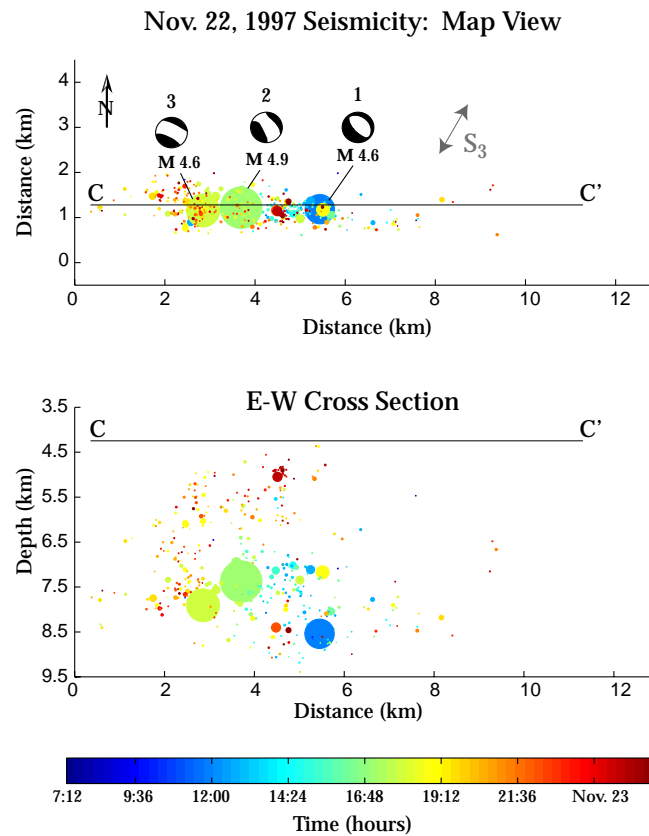 Nov. 22, 1997 Seismicity: Map View
4
3
2
1
0
Distance (km)
N
3
2
1
M 4.6
M 4.9
M 4.6
S3
C
C'
0
2
4
6
8
10
12
Distance (km)
E-W Cross Section
3.5
4.5
5.5
6.5
7.5
8.5
9.5
Depth (km)
C
C'
0
2
4
6
8
10
12
Distance (km)
7:12
9:36
12:00
14:24
16:48
19:12
21:36
Nov. 23
Time (hours)